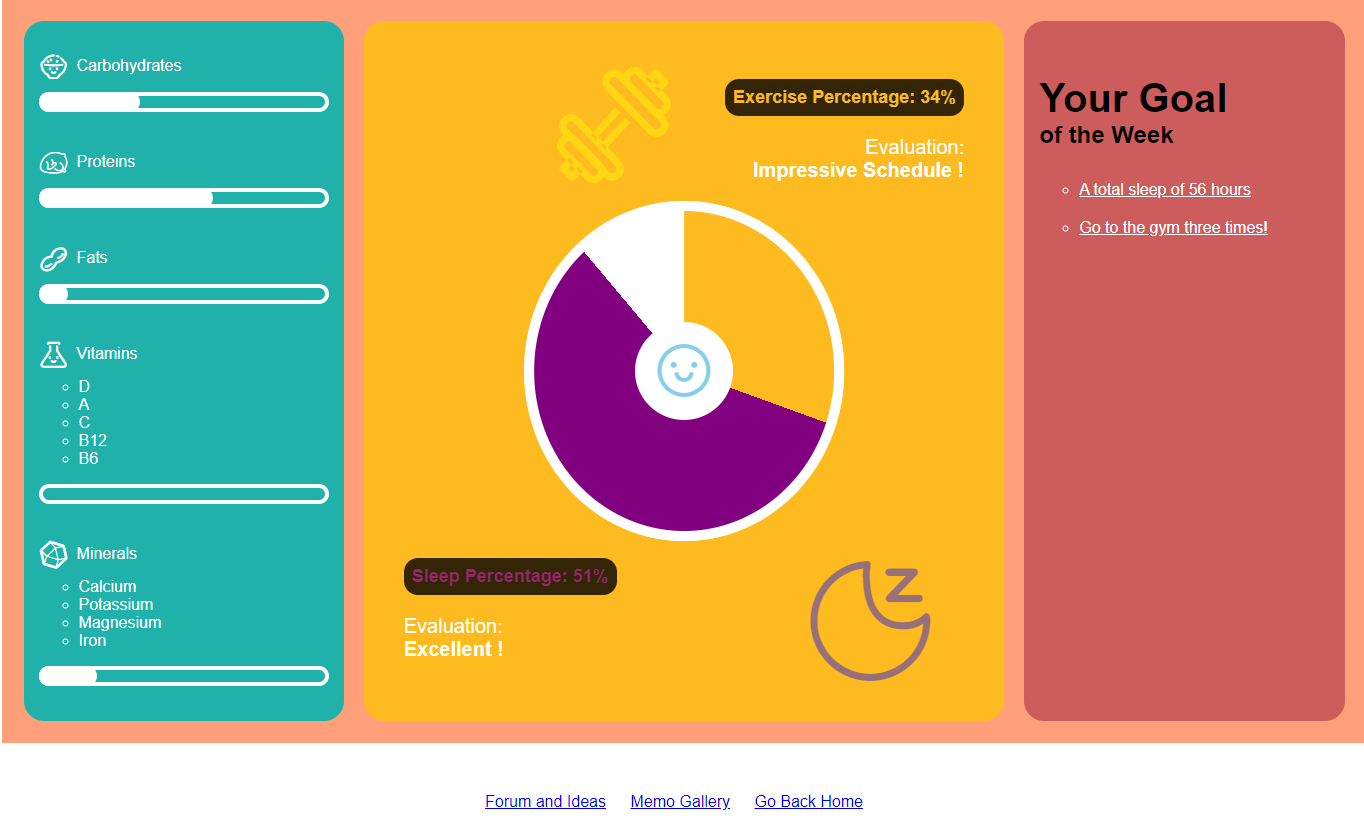 Carbohydrates
Proteins
Fats
Vitamins
D
A
C
B12
B6
Minerals
Calcium
Potassium
Magnesium
Iron
Exercise Percentage: 34%
Evaluation:
Impressive Schedule !
Sleep Percentage: 51%
Evaluation:
Excellent !
Z
Your Goal
of the Week
A total sleep of 56 hours
Go to the gym three times!
Forum and Ideas Memo Gallery Go Back Home